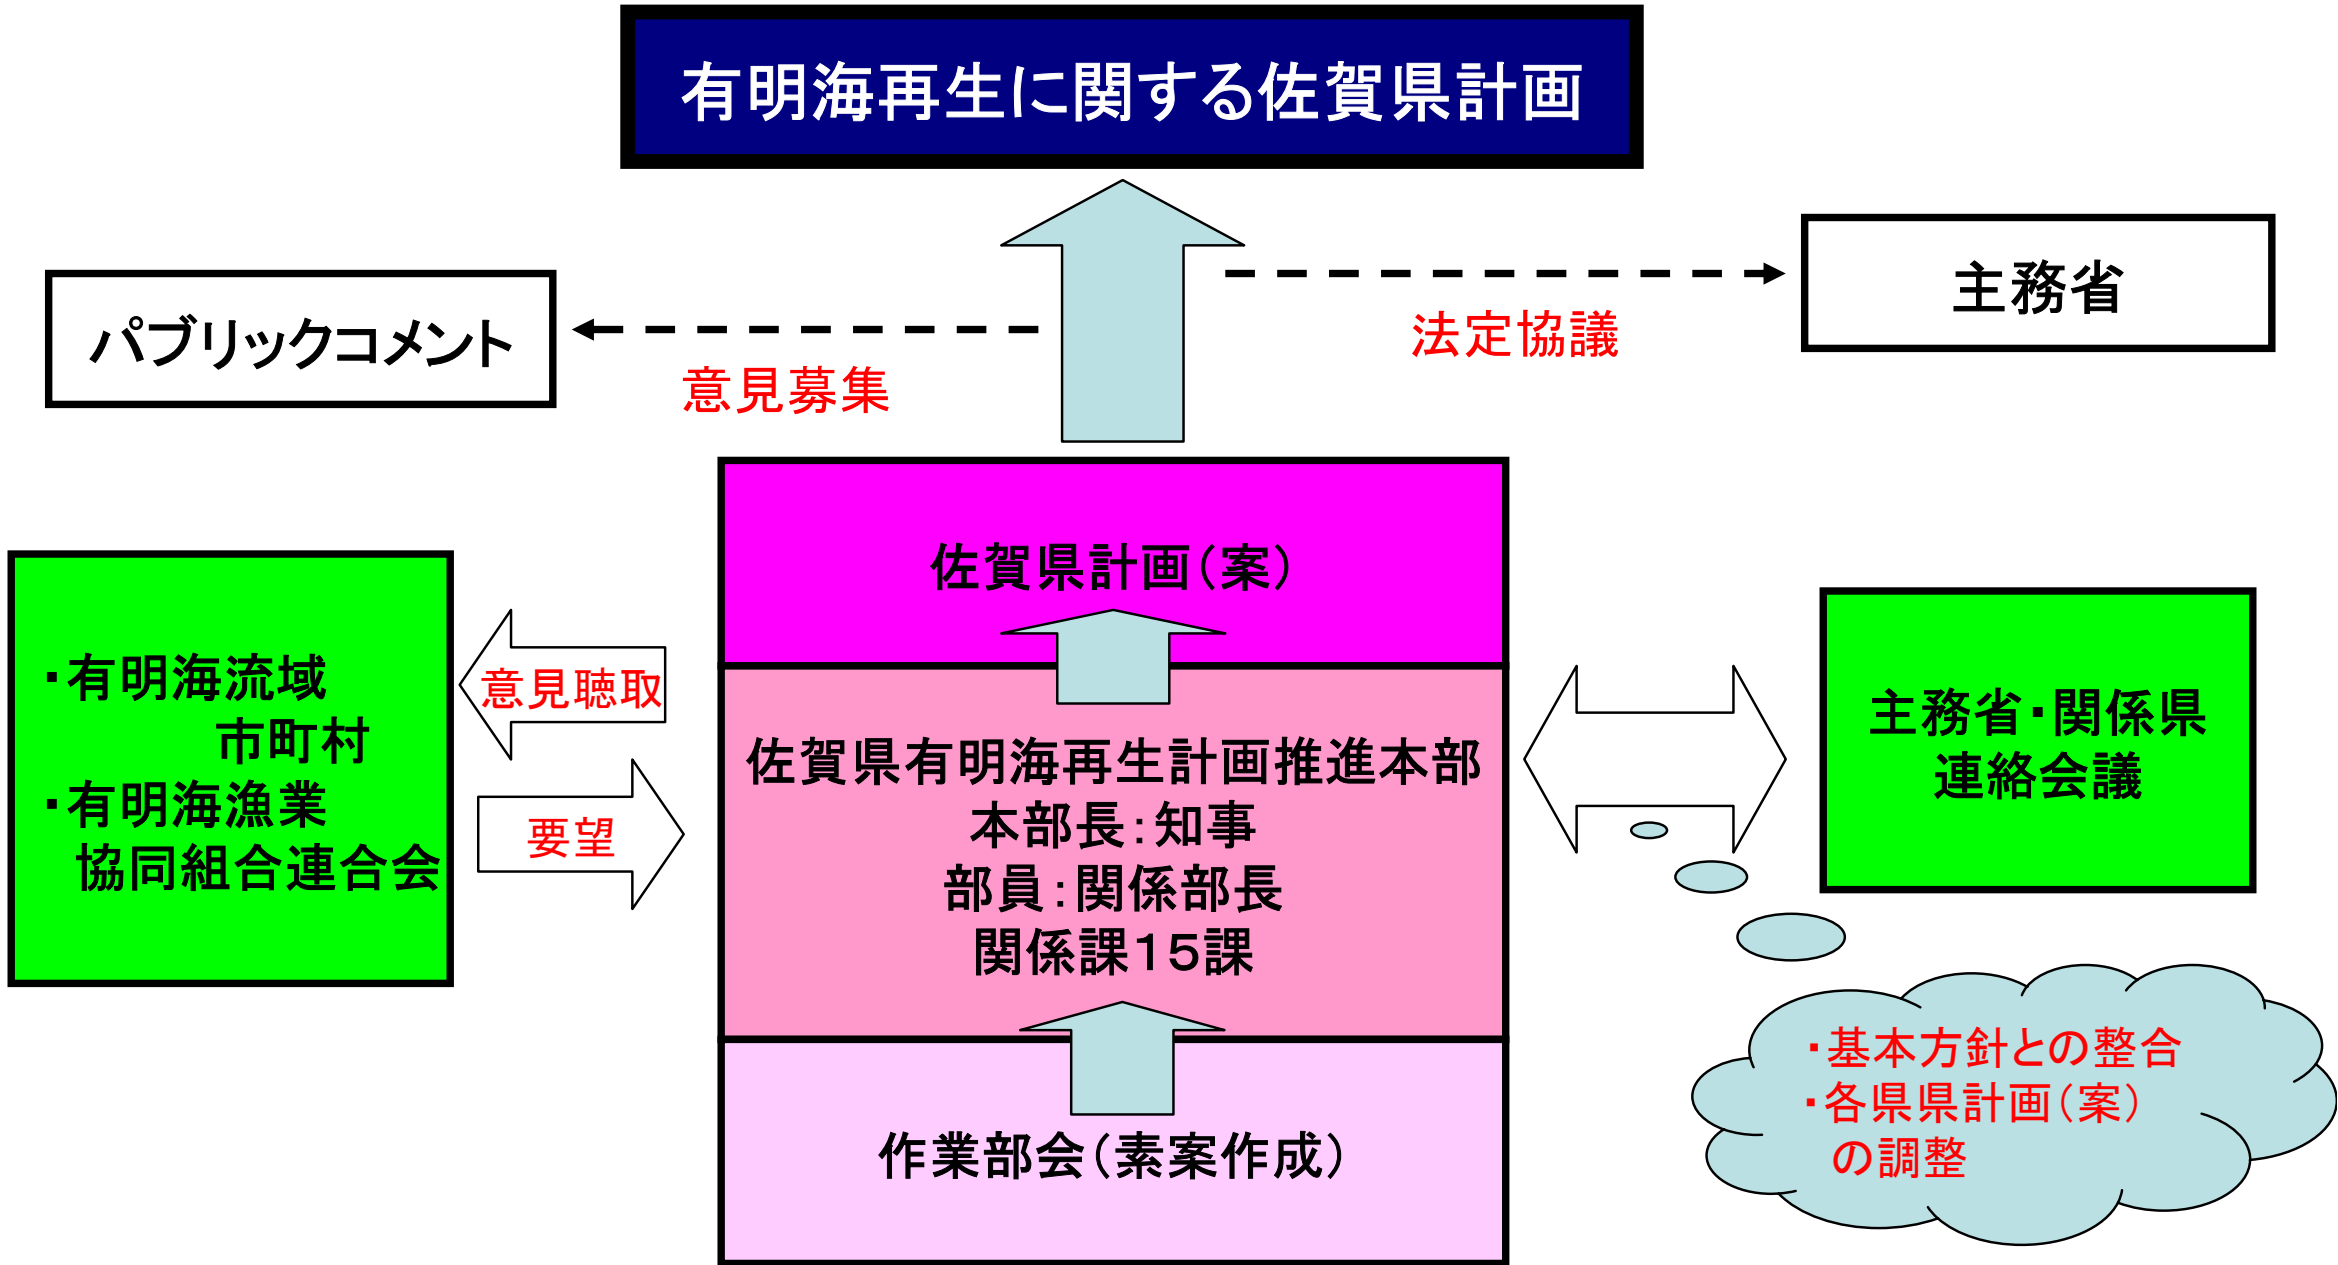 有明海再生に関する佐賀県計画
主務省
パブリックコメント
法定協議
意見募集
佐賀県計画（案）
・有明海流域
市町村
・有明海漁業
協同組合連合会
意見聴取
要望
佐賀県有明海再生計画推進本部
本部長：知事
部員：関係部長
関係課１５課
主務省・関係県
連絡会議
作業部会（素案作成）
・基本方針との整合
・各県県計画（案）
の調整